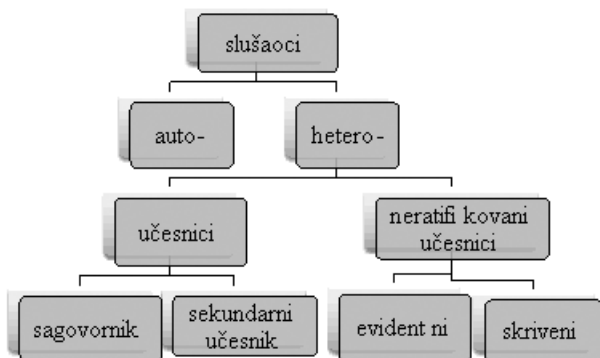 slušaoci
auto-
hetero-
učesnici
neratifi kovani
učesnici
sagovornik
sekundarni
učesnik
evident ni
skriveni